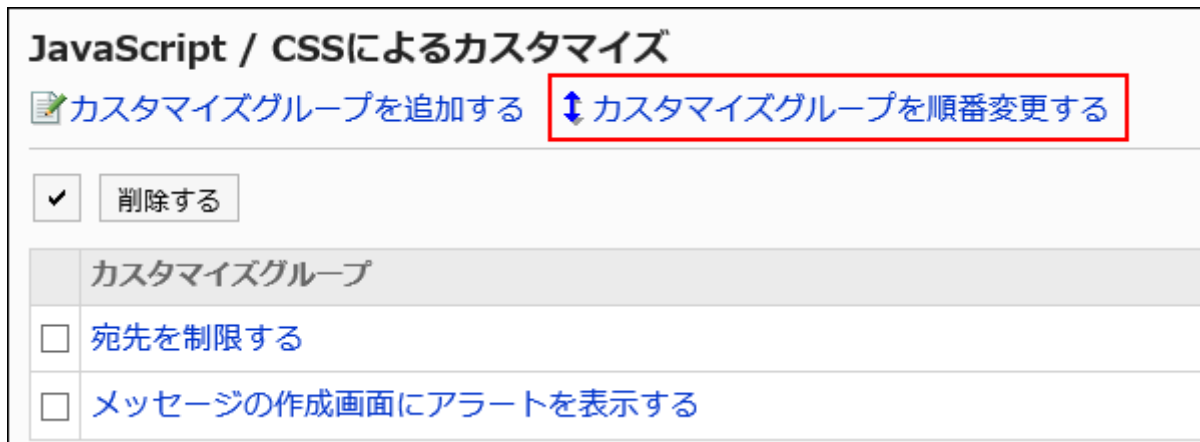 JavaScript / CSSによるカスタマイズ
カスタマイズグループを追加する カスタマイズグループを順番変更する
削除する
カスタマイズグループ
宛先を制限する
メッセージの作成画面にアラートを表示する